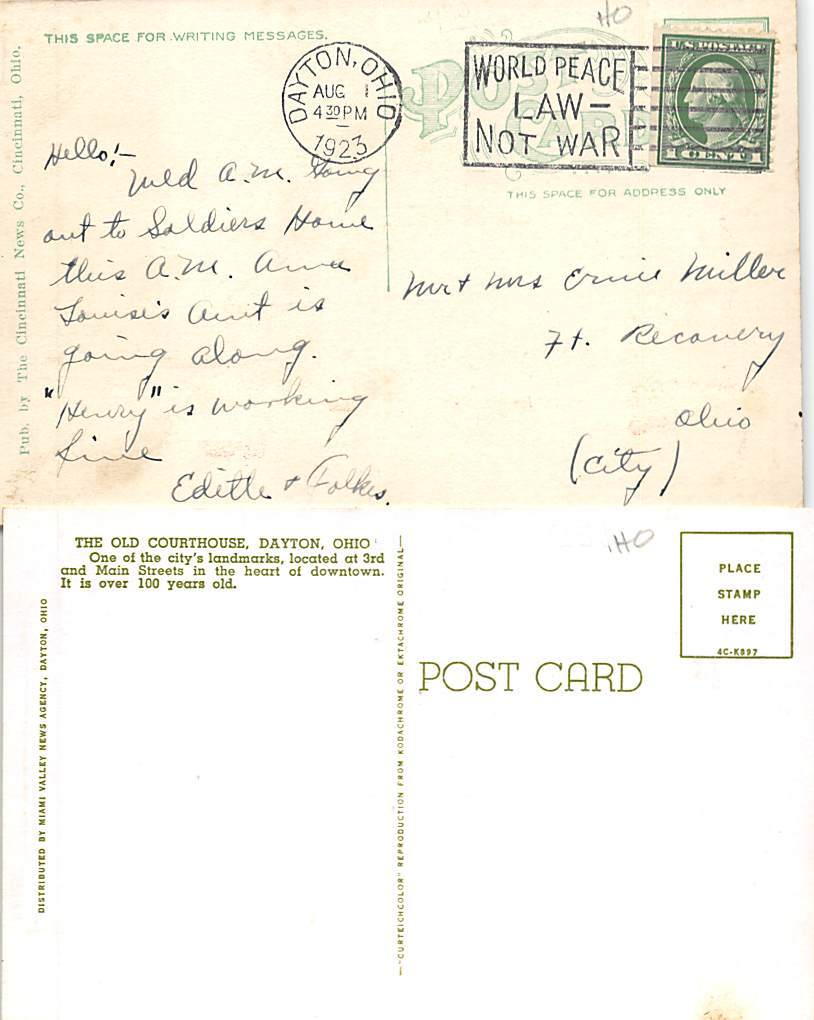 HO
THIS SPACE FOR WRITING MESSAGES.
Pub. by The Cincinnati News Co., Cincinnati, Ohio.
DAYTON, OHIO
AUG 1
4 30 PM
1923
POST CARD
WORLD PEACE
LAW—
NOT WAR
U.S. POSTAGE
1 CENT 1
THIS SPACE FOR ADDRESS ONLY
Hello!-
Wed A.M. Going
out to Soldiers Home
this A.M.
Louise's Aunt is
going along.
"Henry" is working
fine
Edith + Folkes.
Mr + Mrs Ernie Miller
Ft. Recovery
Ohio
(City)
THE OLD COURTHOUSE, DAYTON, OHIO
One of the city's landmarks, located at 3rd
and Main Streets in the heart of downtown.
It is over 100 years old.
DISTRIBUTED BY MIAMI VALLEY NEWS AGENCY, DAYTON, OHIO
—"CURTEICHCOLOR" REPRODUCTION FROM KODACHROME OR EKTACHROME ORIGINAL—
HO
PLACE
STAMP
HERE
4C-K897
POST CARD